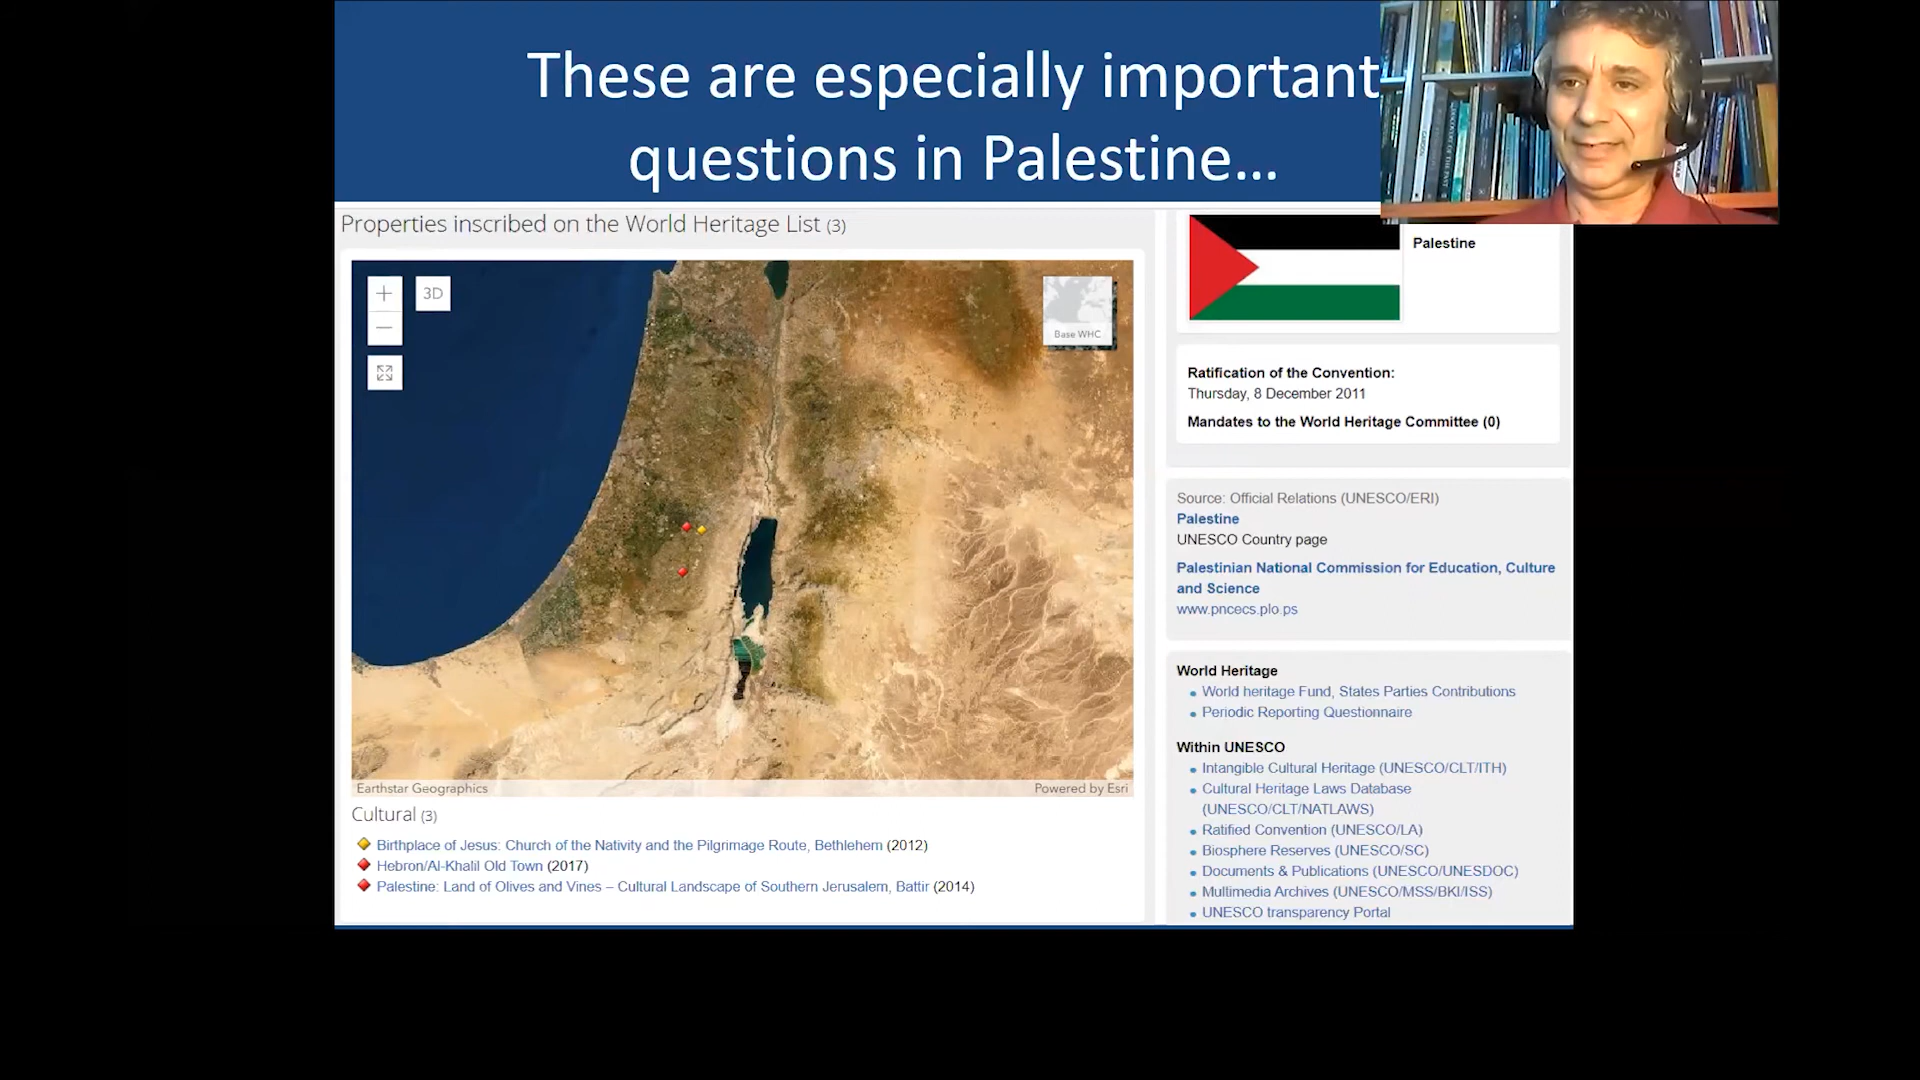 These are especially important
questions in Palestine...
Properties inscribed on the World Heritage List (3)
+
3D
−
Base WHC
Earthstar Geographics
Powered by Esri
Cultural (3)
Birthplace of Jesus: Church of the Nativity and the Pilgrimage Route, Bethlehem (2012)
Hebron/Al-Khalil Old Town (2017)
Palestine: Land of Olives and Vines – Cultural Landscape of Southern Jerusalem, Battir (2014)
Palestine
Ratification of the Convention:
Thursday, 8 December 2011
Mandates to the World Heritage Committee (0)
Source: Official Relations (UNESCO/ERI)
Palestine
UNESCO Country page
Palestinian National Commission for Education, Culture
and Science
www.pncecs.plo.ps
World Heritage
World heritage Fund, States Parties Contributions
Periodic Reporting Questionnaire
Within UNESCO
Intangible Cultural Heritage (UNESCO/CLT/ITH)
Cultural Heritage Laws Database
(UNESCO/CLT/NATLAWS)
Ratified Convention (UNESCO/LA)
Biosphere Reserves (UNESCO/SC)
Documents & Publications (UNESCO/UNESDOC)
Multimedia Archives (UNESCO/MSS/BKI/ISS)
UNESCO transparency Portal